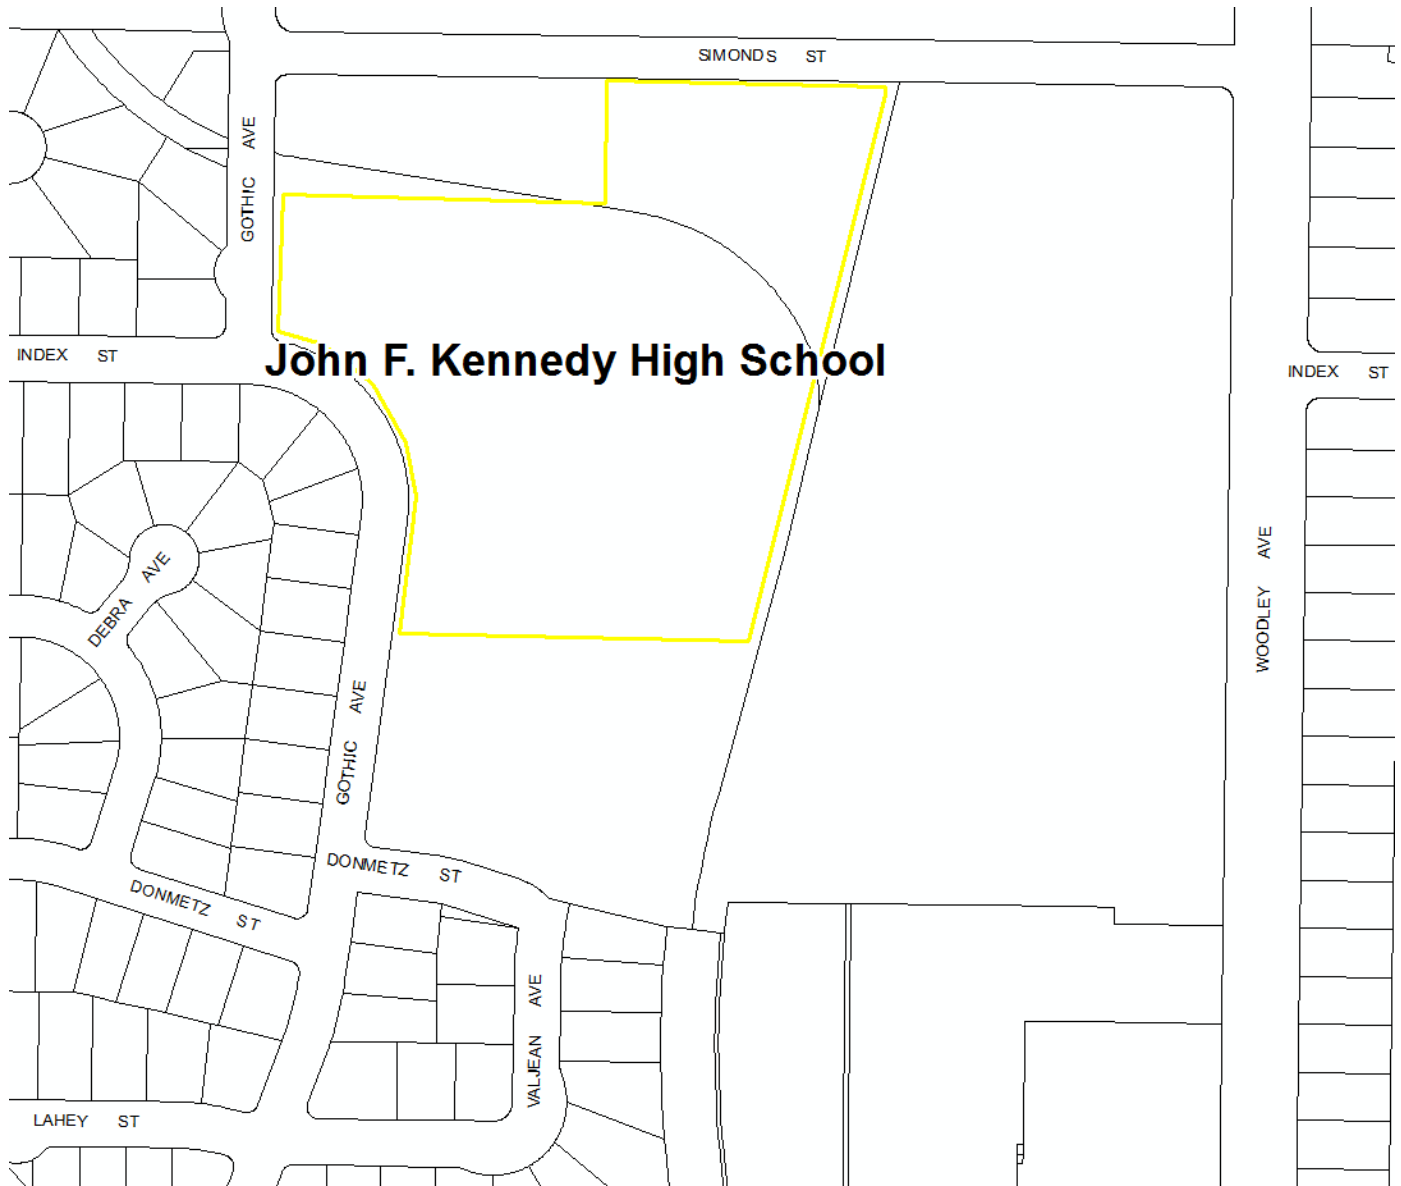 SIMONDS ST
GOTHIC AVE
INDEX ST
John F. Kennedy High School
INDEX ST
DEBRA AVE
WOODLEY AVE
GOTHIC AVE
DONMETZ ST
DONMETZ ST
VALJEAN AVE
LAHEY ST